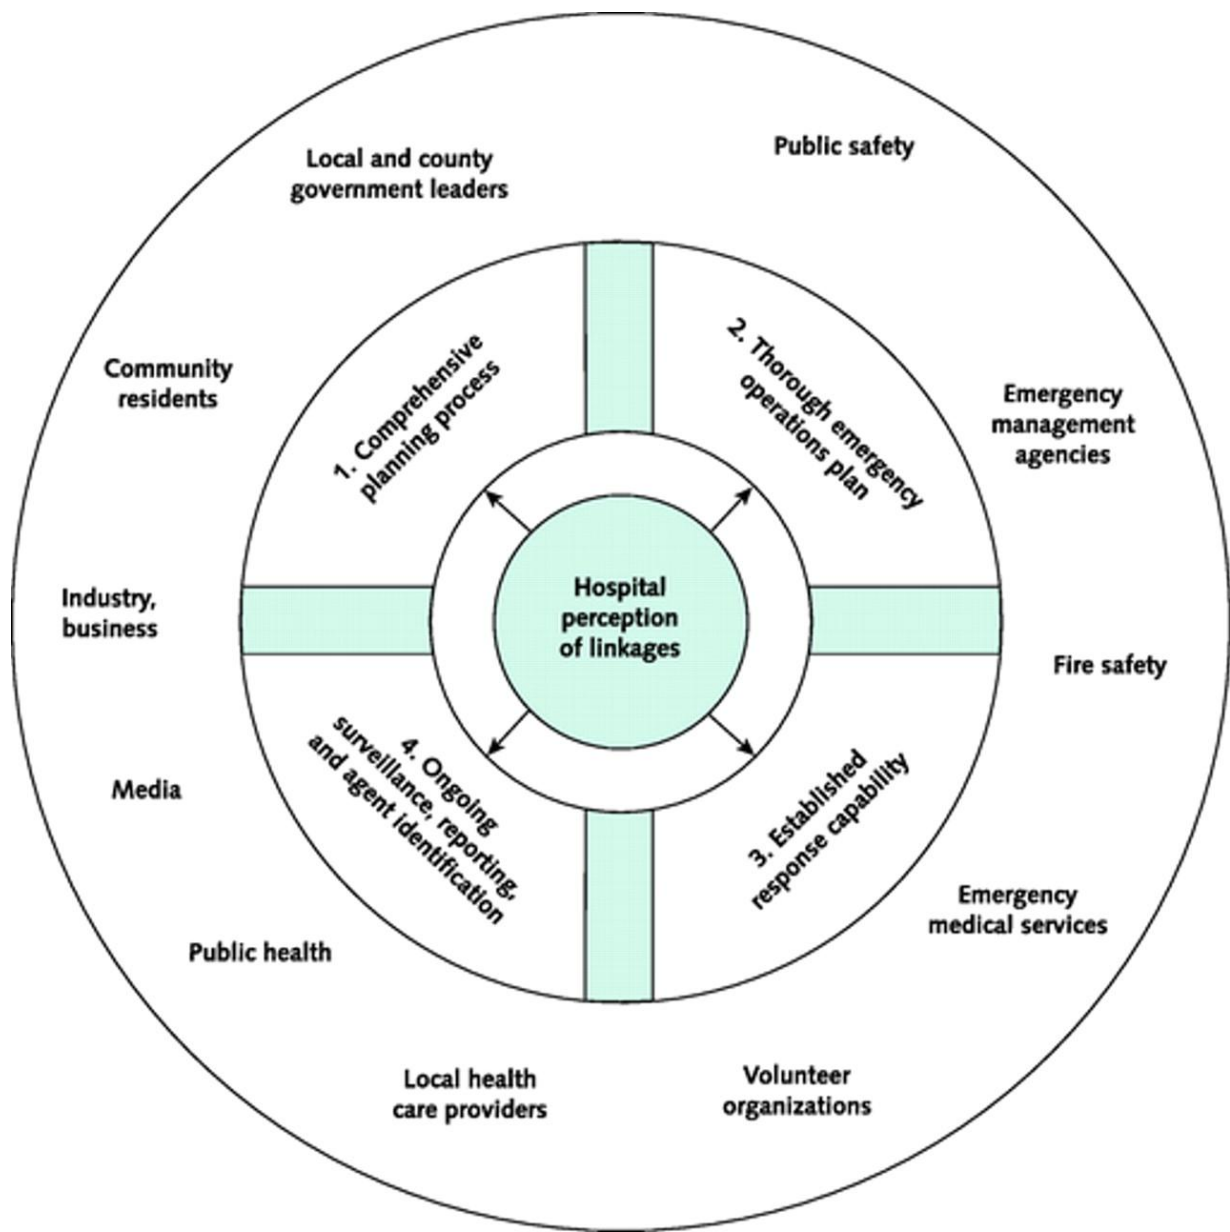 Local and county
government leaders
Public safety
Community
residents
Emergency
management
agencies
1. Comprehensive
planning process
2. Thorough emergency
operations plan
Industry,
business
Hospital
perception
of linkages
Fire safety
Media
4. Ongoing
surveillance, reporting,
and agent identification
3. Established
response capability
Emergency
medical services
Public health
Local health
care providers
Volunteer
organizations